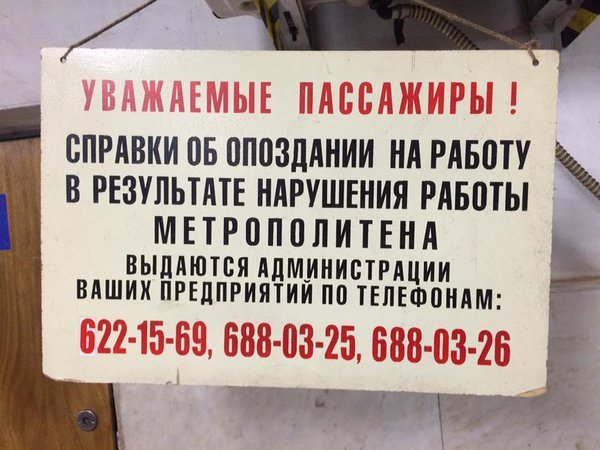 УВАЖАЕМЫЕ ПАССАЖИРЫ !
СПРАВКИ ОБ ОПОЗДАНИИ НА РАБОТУ
В РЕЗУЛЬТАТЕ НАРУШЕНИЯ РАБОТЫ
МЕТРОПОЛИТЕНА
ВЫДАЮТСЯ АДМИНИСТРАЦИИ
ВАШИХ ПРЕДПРИЯТИЙ ПО ТЕЛЕФОНАМ:
622-15-69, 688-03-25, 688-03-26